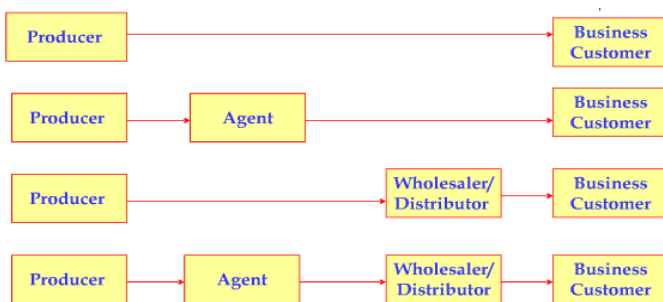 Producer
Business
Customer
Producer
Agent
Business
Customer
Producer
Wholesaler/
Distributor
Business
Customer
Producer
Agent
Wholesaler/
Distributor
Business
Customer